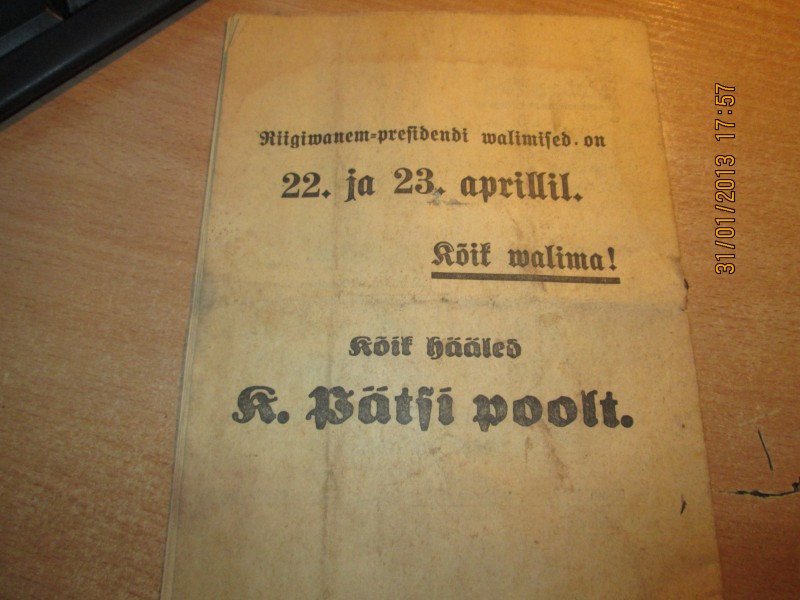 Riigiwanem-presidendi walimised on
22. ja 23. aprillil.
Kõik walima!
Kõik hääled
K. Pätsi poolt.
31/01/2013 17:57